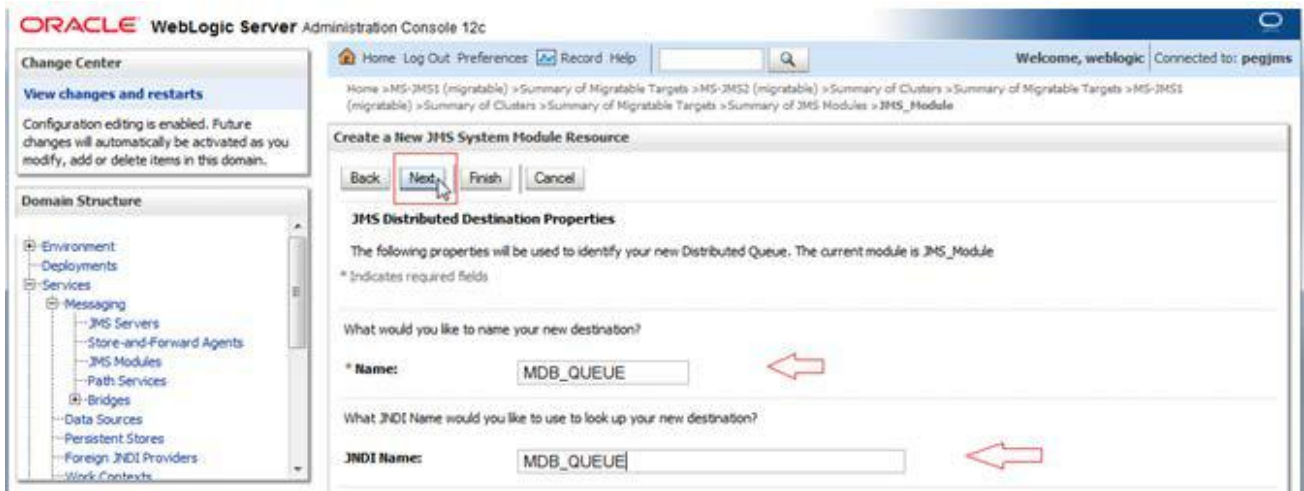 ORACLE WebLogic Server Administration Console 12c
Change Center
View changes and restarts
Configuration editing is enabled. Future
changes will automatically be activated as you
modify, add or delete items in this domain.
Domain Structure
Environment
Deployments
Services
Messaging
JMS Servers
Store-and-Forward Agents
JMS Modules
Path Services
Bridges
Data Sources
Persistent Stores
Foreign JNDI Providers
Work Contexts
Home Log Out Preferences Record Help
Welcome, weblogic Connected to: pegjms
Home >MS-JMS1 (migratable) >Summary of Clusters >Summary of Migratable Targets >MS-JMS2 (migratable) >Summary of Clusters >Summary of Migratable Targets >MS-JMS1
(migratable) >Summary of Clusters >Summary of Migratable Targets >Summary of JMS Modules >JMS_Module
Create a New JMS System Module Resource
Back Next Finish Cancel
JMS Distributed Destination Properties
The following properties will be used to identify your new Distributed Queue. The current module is JMS_Module
* Indicates required fields
What would you like to name your new destination?
* Name: MDB_QUEUE
What JNDI Name would you like to use to look up your new destination?
JNDI Name: MDB_QUEUE